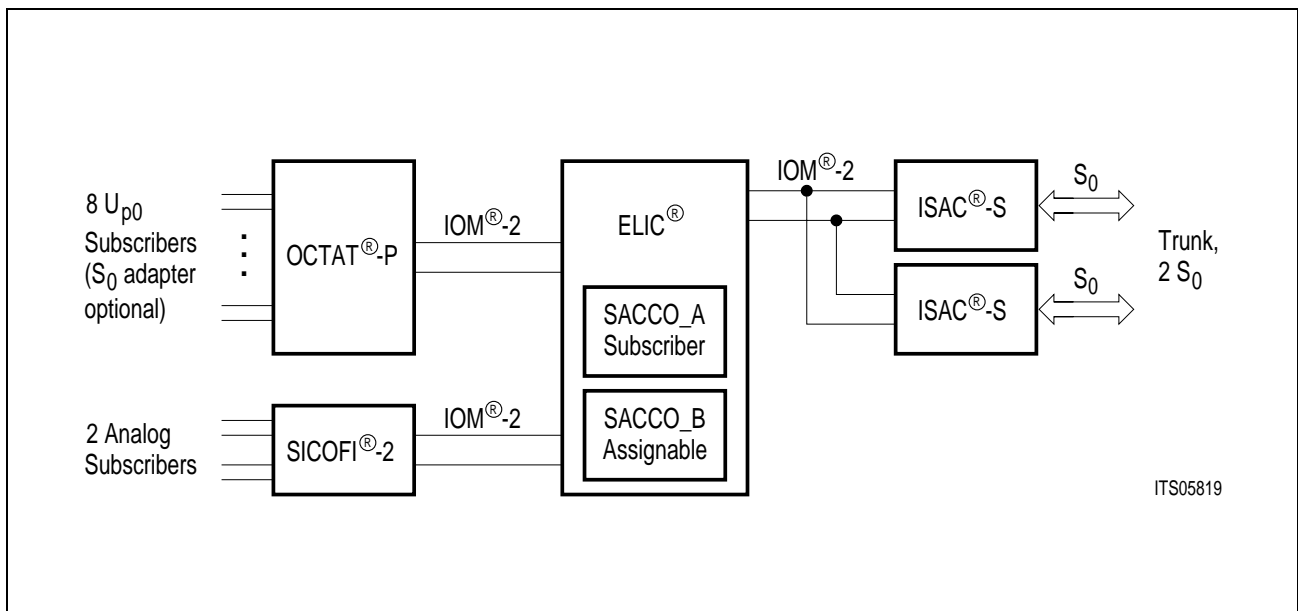 8 Up0
Subscribers
(S0 adapter
optional)
OCTAT®-P
IOM®-2
2 Analog
Subscribers
SICOFI®-2
IOM®-2
ELIC®
SACCO_A
Subscriber
SACCO_B
Assignable
IOM®-2
ISAC®-S
S0
ISAC®-S
S0
Trunk,
2 S0
ITS05819